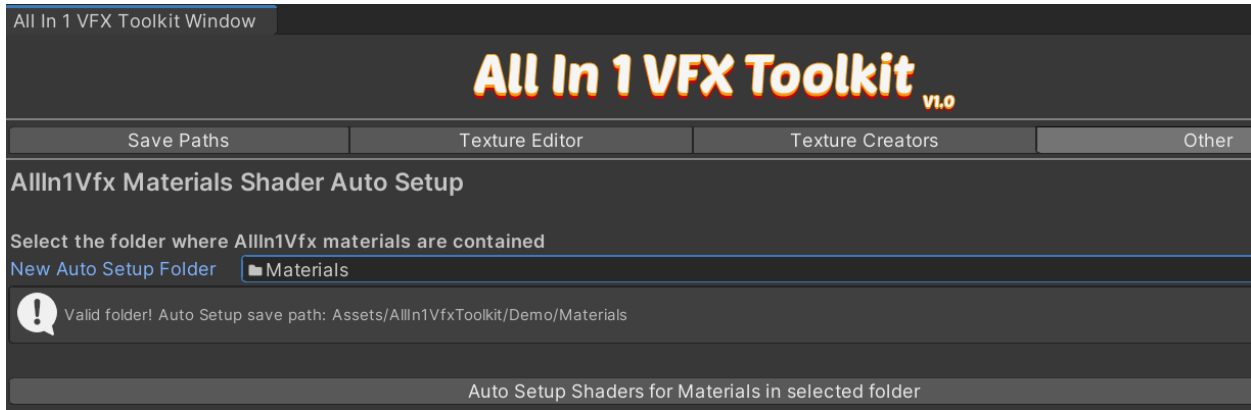 All In 1 VFX Toolkit Window
All In 1 VFX Toolkit V1.0
Save Paths Texture Editor Texture Creators Other
AllIn1Vfx Materials Shader Auto Setup
Select the folder where AllIn1Vfx materials are contained
New Auto Setup Folder Materials
Valid folder! Auto Setup save path: Assets/AllIn1VfxToolkit/Demo/Materials
Auto Setup Shaders for Materials in selected folder